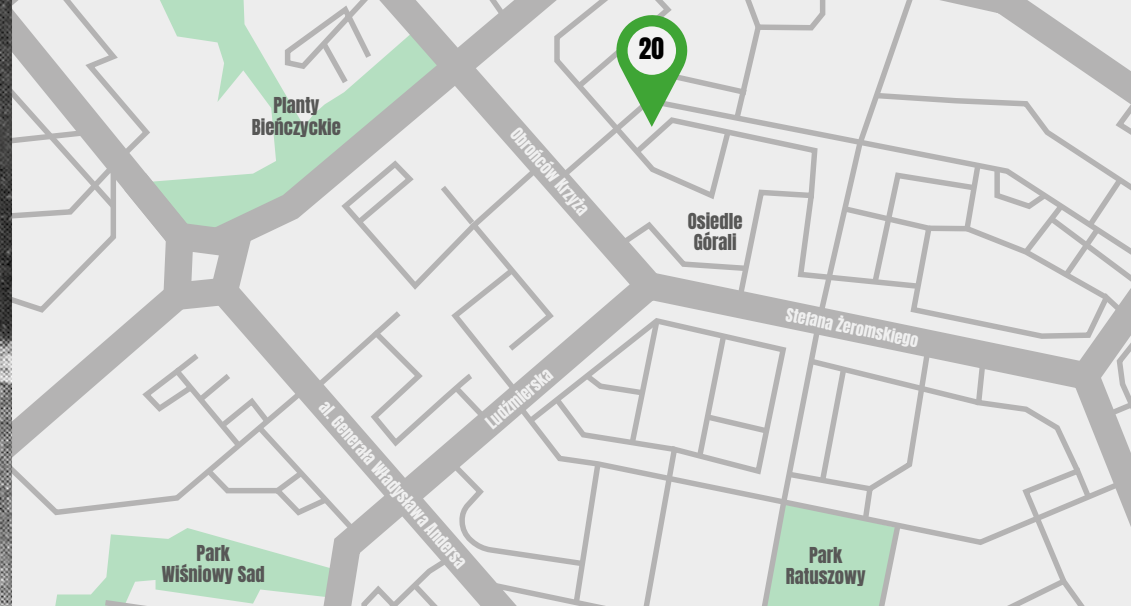 20
Planty
Bieńczyckie
Obrońców Krzyża
Osiedle
Górali
Stefana Żeromskiego
Ludźmierska
al. Generała Władysława Andersa
Park
Wiśniowy Sad
Park
Ratuszowy